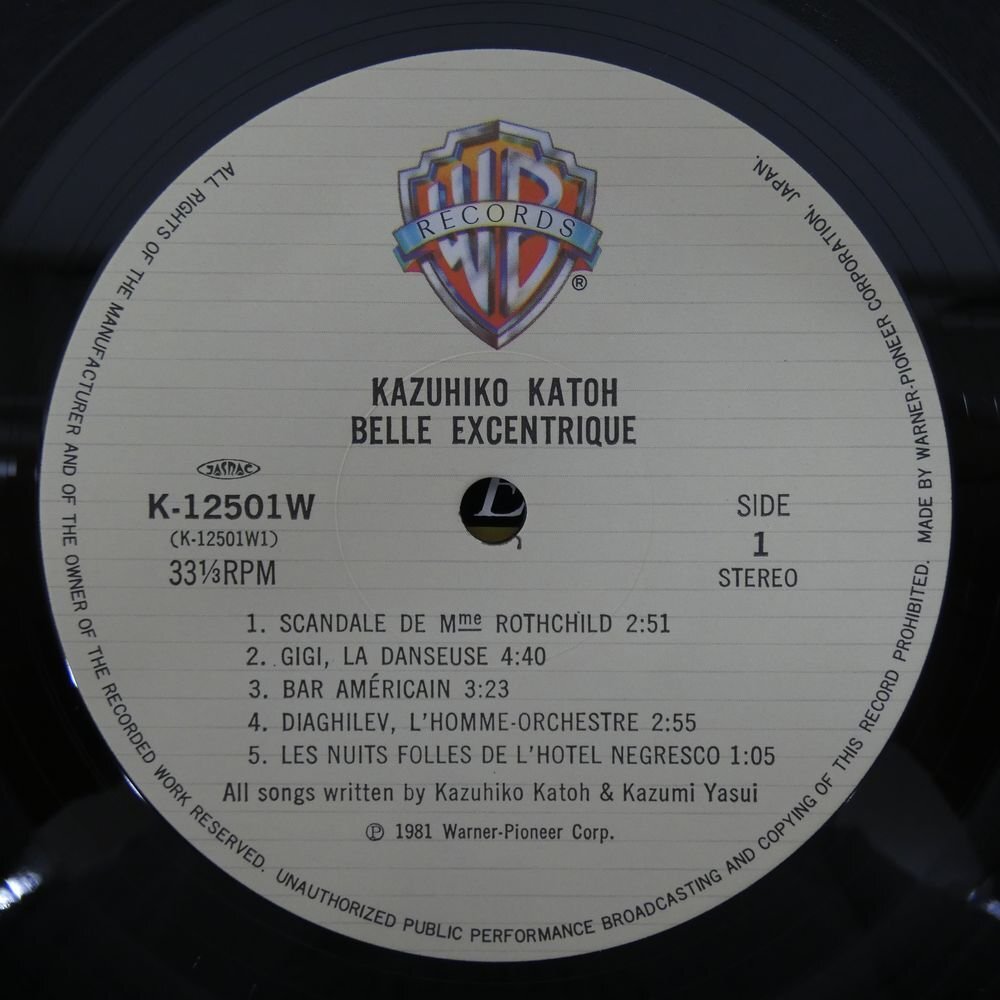 WB
RECORDS
®
KAZUHIKO KATOH
BELLE EXCENTRIQUE
JASRAC
K-12501W
(K-12501W1)
33⅓RPM
SIDE
1
STEREO
E
1. SCANDALE DE Mme ROTHCHILD 2:51
2. GIGI, LA DANSEUSE 4:40
3. BAR AMÉRICAIN 3:23
4. DIAGHILEV, L'HOMME-ORCHESTRE 2:55
5. LES NUITS FOLLES DE L'HOTEL NEGRESCO 1:05
All songs written by Kazuhiko Katoh & Kazumi Yasui
Ⓟ 1981 Warner-Pioneer Corp.
ALL RIGHTS OF THE MANUFACTURER AND OF THE OWNER OF THE RECORDED WORK RESERVED. UNAUTHORIZED PUBLIC PERFORMANCE BROADCASTING AND COPYING OF THIS RECORD PROHIBITED. MADE BY WARNER-PIONEER CORPORATION, JAPAN.